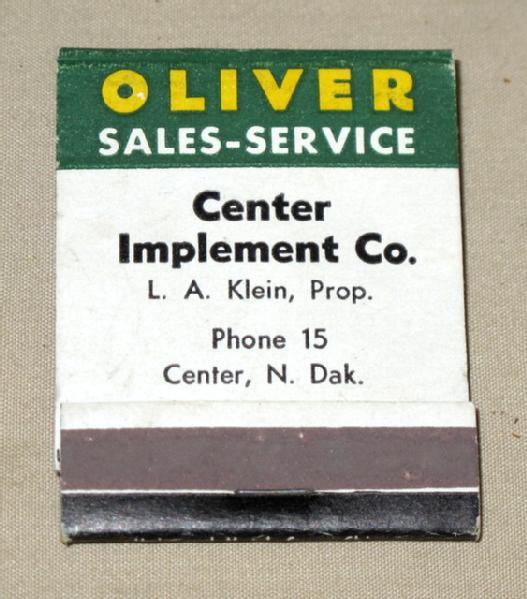 OLIVER
SALES-SERVICE
Center
Implement Co.
L. A. Klein, Prop.
Phone 15
Center, N. Dak.